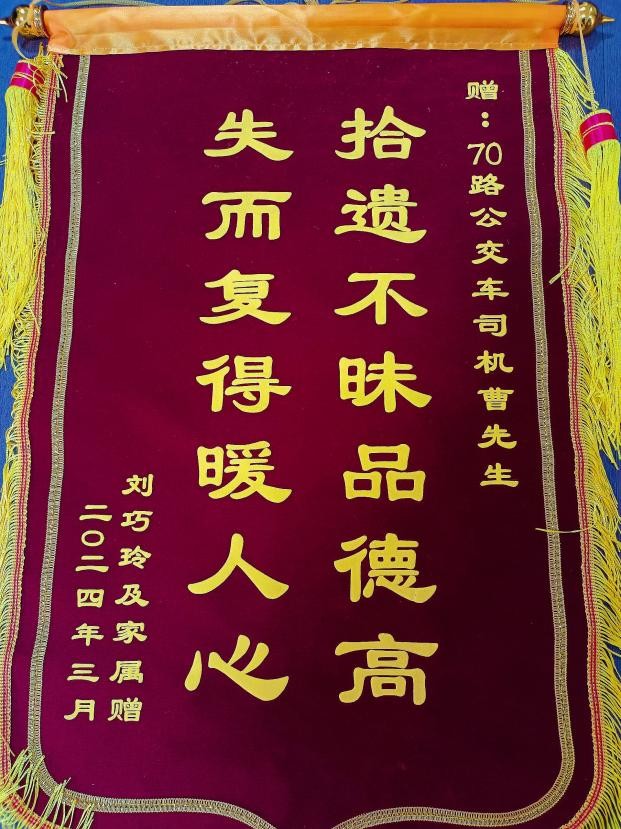 赠：70路公交车司机曹先生
拾遗不昧品德高
失而复得暖人心
刘巧玲及家属赠
二〇二四年三月